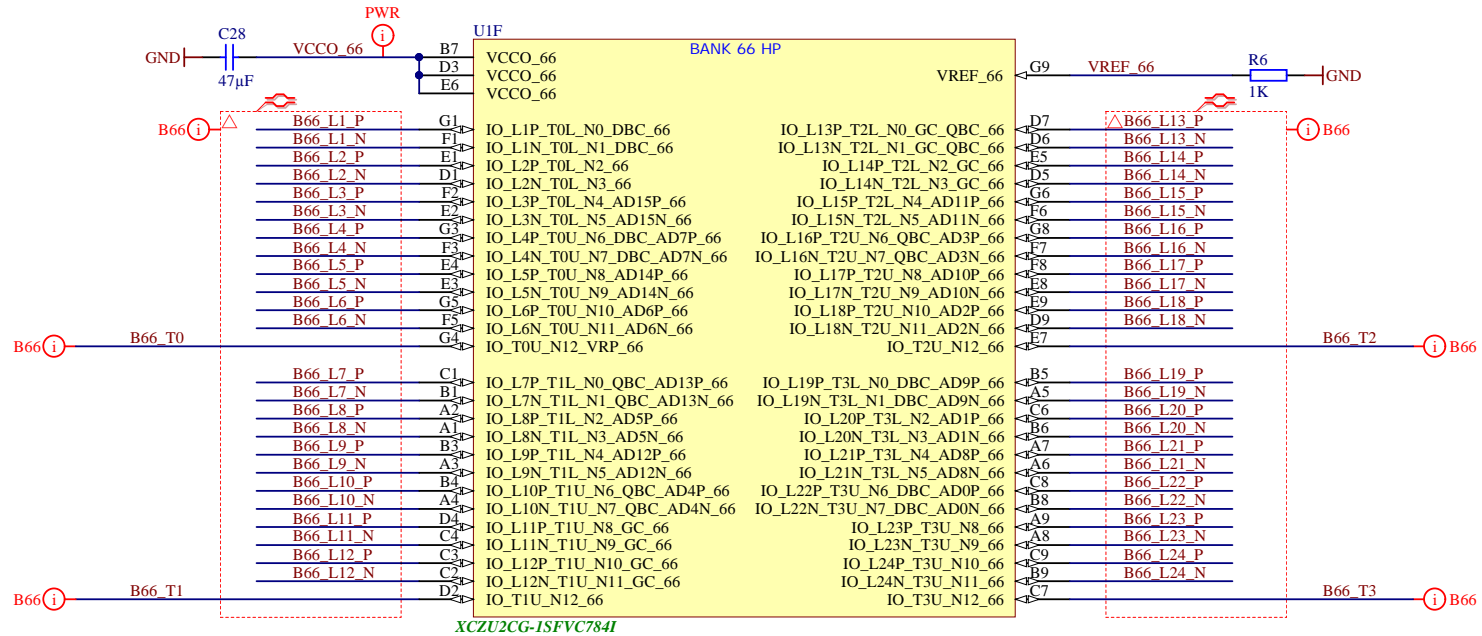 PWR
C28
GND
VCCO_66
47µF
U1F
BANK 66 HP
B7 VCCO_66
D3 VCCO_66
E6 VCCO_66
VREF_66 G9 VREF_66
R6
1K
GND
B66
B66_L1_P G1 IO_L1P_T0L_N0_DBC_66
B66_L1_N F1 IO_L1N_T0L_N1_DBC_66
B66_L2_P E1 IO_L2P_T0L_N2_66
B66_L2_N D1 IO_L2N_T0L_N3_66
B66_L3_P F2 IO_L3P_T0L_N4_AD15P_66
B66_L3_N E2 IO_L3N_T0L_N5_AD15N_66
B66_L4_P G3 IO_L4P_T0U_N6_DBC_AD7P_66
B66_L4_N F3 IO_L4N_T0U_N7_DBC_AD7N_66
B66_L5_P E4 IO_L5P_T0U_N8_AD14P_66
B66_L5_N E3 IO_L5N_T0U_N9_AD14N_66
B66_L6_P G5 IO_L6P_T0U_N10_AD6P_66
B66_L6_N F5 IO_L6N_T0U_N11_AD6N_66
B66 B66_T0 G4 IO_T0U_N12_VRP_66
B66_L7_P C1 IO_L7P_T1L_N0_QBC_AD13P_66
B66_L7_N B1 IO_L7N_T1L_N1_QBC_AD13N_66
B66_L8_P A2 IO_L8P_T1L_N2_AD5P_66
B66_L8_N A1 IO_L8N_T1L_N3_AD5N_66
B66_L9_P B3 IO_L9P_T1L_N4_AD12P_66
B66_L9_N A3 IO_L9N_T1L_N5_AD12N_66
B66_L10_P B4 IO_L10P_T1U_N6_QBC_AD4P_66
B66_L10_N A4 IO_L10N_T1U_N7_QBC_AD4N_66
B66_L11_P D4 IO_L11P_T1U_N8_GC_66
B66_L11_N C4 IO_L11N_T1U_N9_GC_66
B66_L12_P C3 IO_L12P_T1U_N10_GC_66
B66_L12_N C2 IO_L12N_T1U_N11_GC_66
B66 B66_T1 D2 IO_T1U_N12_66
IO_L13P_T2L_N0_GC_QBC_66 D7 B66_L13_P
B66
IO_L13N_T2L_N1_GC_QBC_66 D6 B66_L13_N
IO_L14P_T2L_N2_GC_66 E5 B66_L14_P
IO_L14N_T2L_N3_GC_66 D5 B66_L14_N
IO_L15P_T2L_N4_AD11P_66 G6 B66_L15_P
IO_L15N_T2L_N5_AD11N_66 F6 B66_L15_N
IO_L16P_T2U_N6_QBC_AD3P_66 G8 B66_L16_P
IO_L16N_T2U_N7_QBC_AD3N_66 F7 B66_L16_N
IO_L17P_T2U_N8_AD10P_66 F8 B66_L17_P
IO_L17N_T2U_N9_AD10N_66 E8 B66_L17_N
IO_L18P_T2U_N10_AD2P_66 E9 B66_L18_P
IO_L18N_T2U_N11_AD2N_66 D9 B66_L18_N
IO_T2U_N12_66 E7 B66_T2 B66
IO_L19P_T3L_N0_DBC_AD9P_66 B5 B66_L19_P
IO_L19N_T3L_N1_DBC_AD9N_66 A5 B66_L19_N
IO_L20P_T3L_N2_AD1P_66 C6 B66_L20_P
IO_L20N_T3L_N3_AD1N_66 B6 B66_L20_N
IO_L21P_T3L_N4_AD8P_66 A7 B66_L21_P
IO_L21N_T3L_N5_AD8N_66 A6 B66_L21_N
IO_L22P_T3U_N6_DBC_AD0P_66 C8 B66_L22_P
IO_L22N_T3U_N7_DBC_AD0N_66 B8 B66_L22_N
IO_L23P_T3U_N8_66 A9 B66_L23_P
IO_L23N_T3U_N9_66 A8 B66_L23_N
IO_L24P_T3U_N10_66 C9 B66_L24_P
IO_L24N_T3U_N11_66 B9 B66_L24_N
IO_T3U_N12_66 C7 B66_T3 B66
XCZU2CG-1SFVC784I